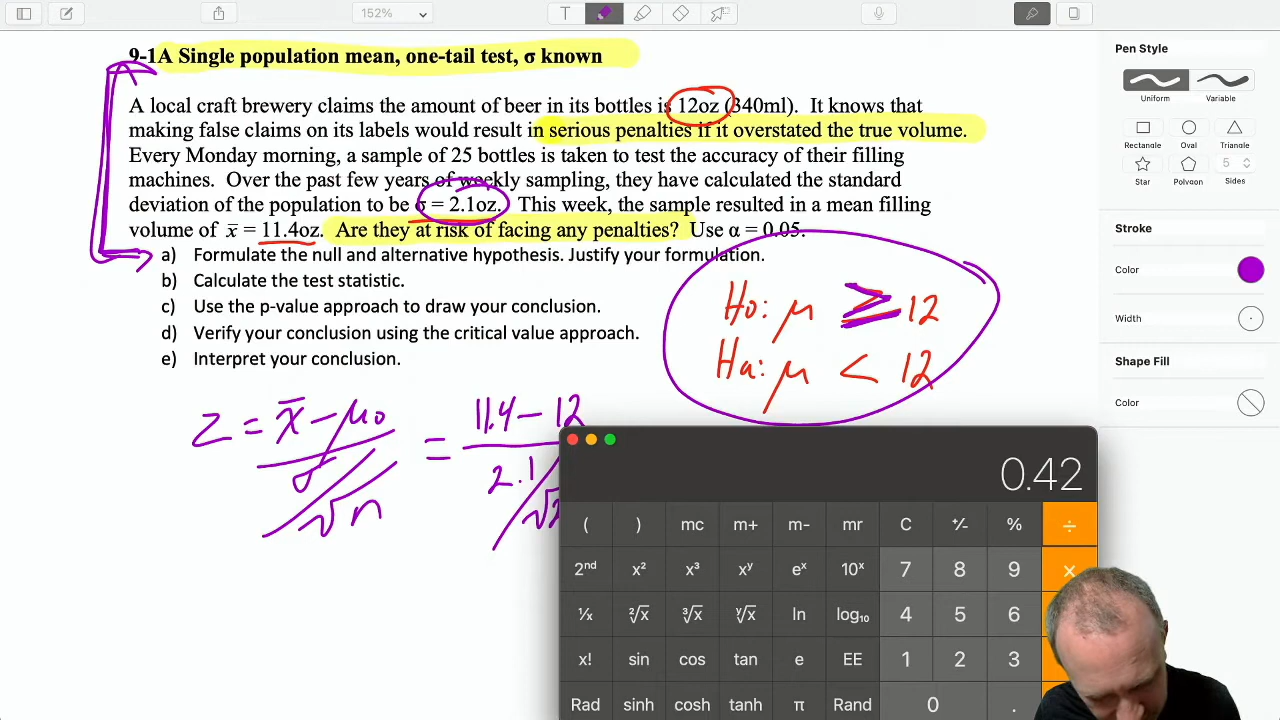 152%
T
9-1A Single population mean, one-tail test, σ known
A local craft brewery claims the amount of beer in its bottles is 12oz (340ml). It knows that
making false claims on its labels would result in serious penalties if it overstated the true volume.
Every Monday morning, a sample of 25 bottles is taken to test the accuracy of their filling
machines. Over the past few years of weekly sampling, they have calculated the standard
deviation of the population to be σ = 2.1oz. This week, the sample resulted in a mean filling
volume of x̅ = 11.4oz. Are they at risk of facing any penalties? Use α = 0.05.
a) Formulate the null and alternative hypothesis. Justify your formulation.
b) Calculate the test statistic.
c) Use the p-value approach to draw your conclusion.
d) Verify your conclusion using the critical value approach.
e) Interpret your conclusion.
Ho: μ ≥ 12
Ha: μ < 12
z = x̅ - μ0 = 11.4 - 12
σ/√n 2.1/√2
0.42
( ) mc m+ m- mr C ⁺∕₋ % ÷
2nd x² x³ xʸ eˣ 10ˣ 7 8 9 ×
¹∕ₓ ²√x ³√x ʸ√x ln log₁₀ 4 5 6
x! sin cos tan e EE 1 2 3
Rad sinh cosh tanh π Rand 0 .
Pen Style
Uniform Variable
Rectangle Oval Triangle
5
Star Polygon Sides
Stroke
Color
Width
Shape Fill
Color